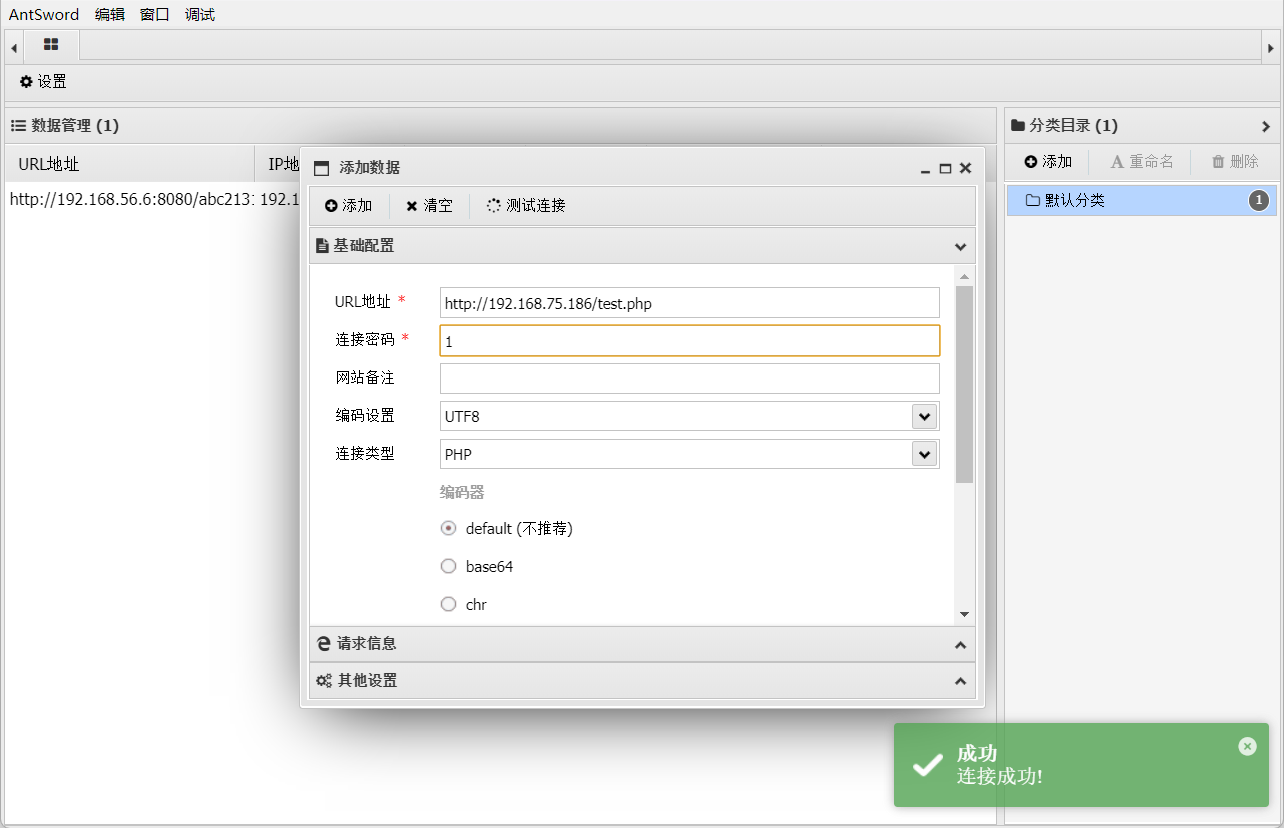 AntSword 编辑 窗口 调试
设置
数据管理 (1)
URL地址 IP地
http://192.168.56.6:8080/abc213 192.1
添加数据
添加 清空 测试连接
基础配置
URL地址 * http://192.168.75.186/test.php
连接密码 * 1
网站备注
编码设置 UTF8
连接类型 PHP
编码器
default (不推荐)
base64
chr
请求信息
其他设置
分类目录 (1)
添加 重命名 删除
默认分类 1
成功
连接成功!